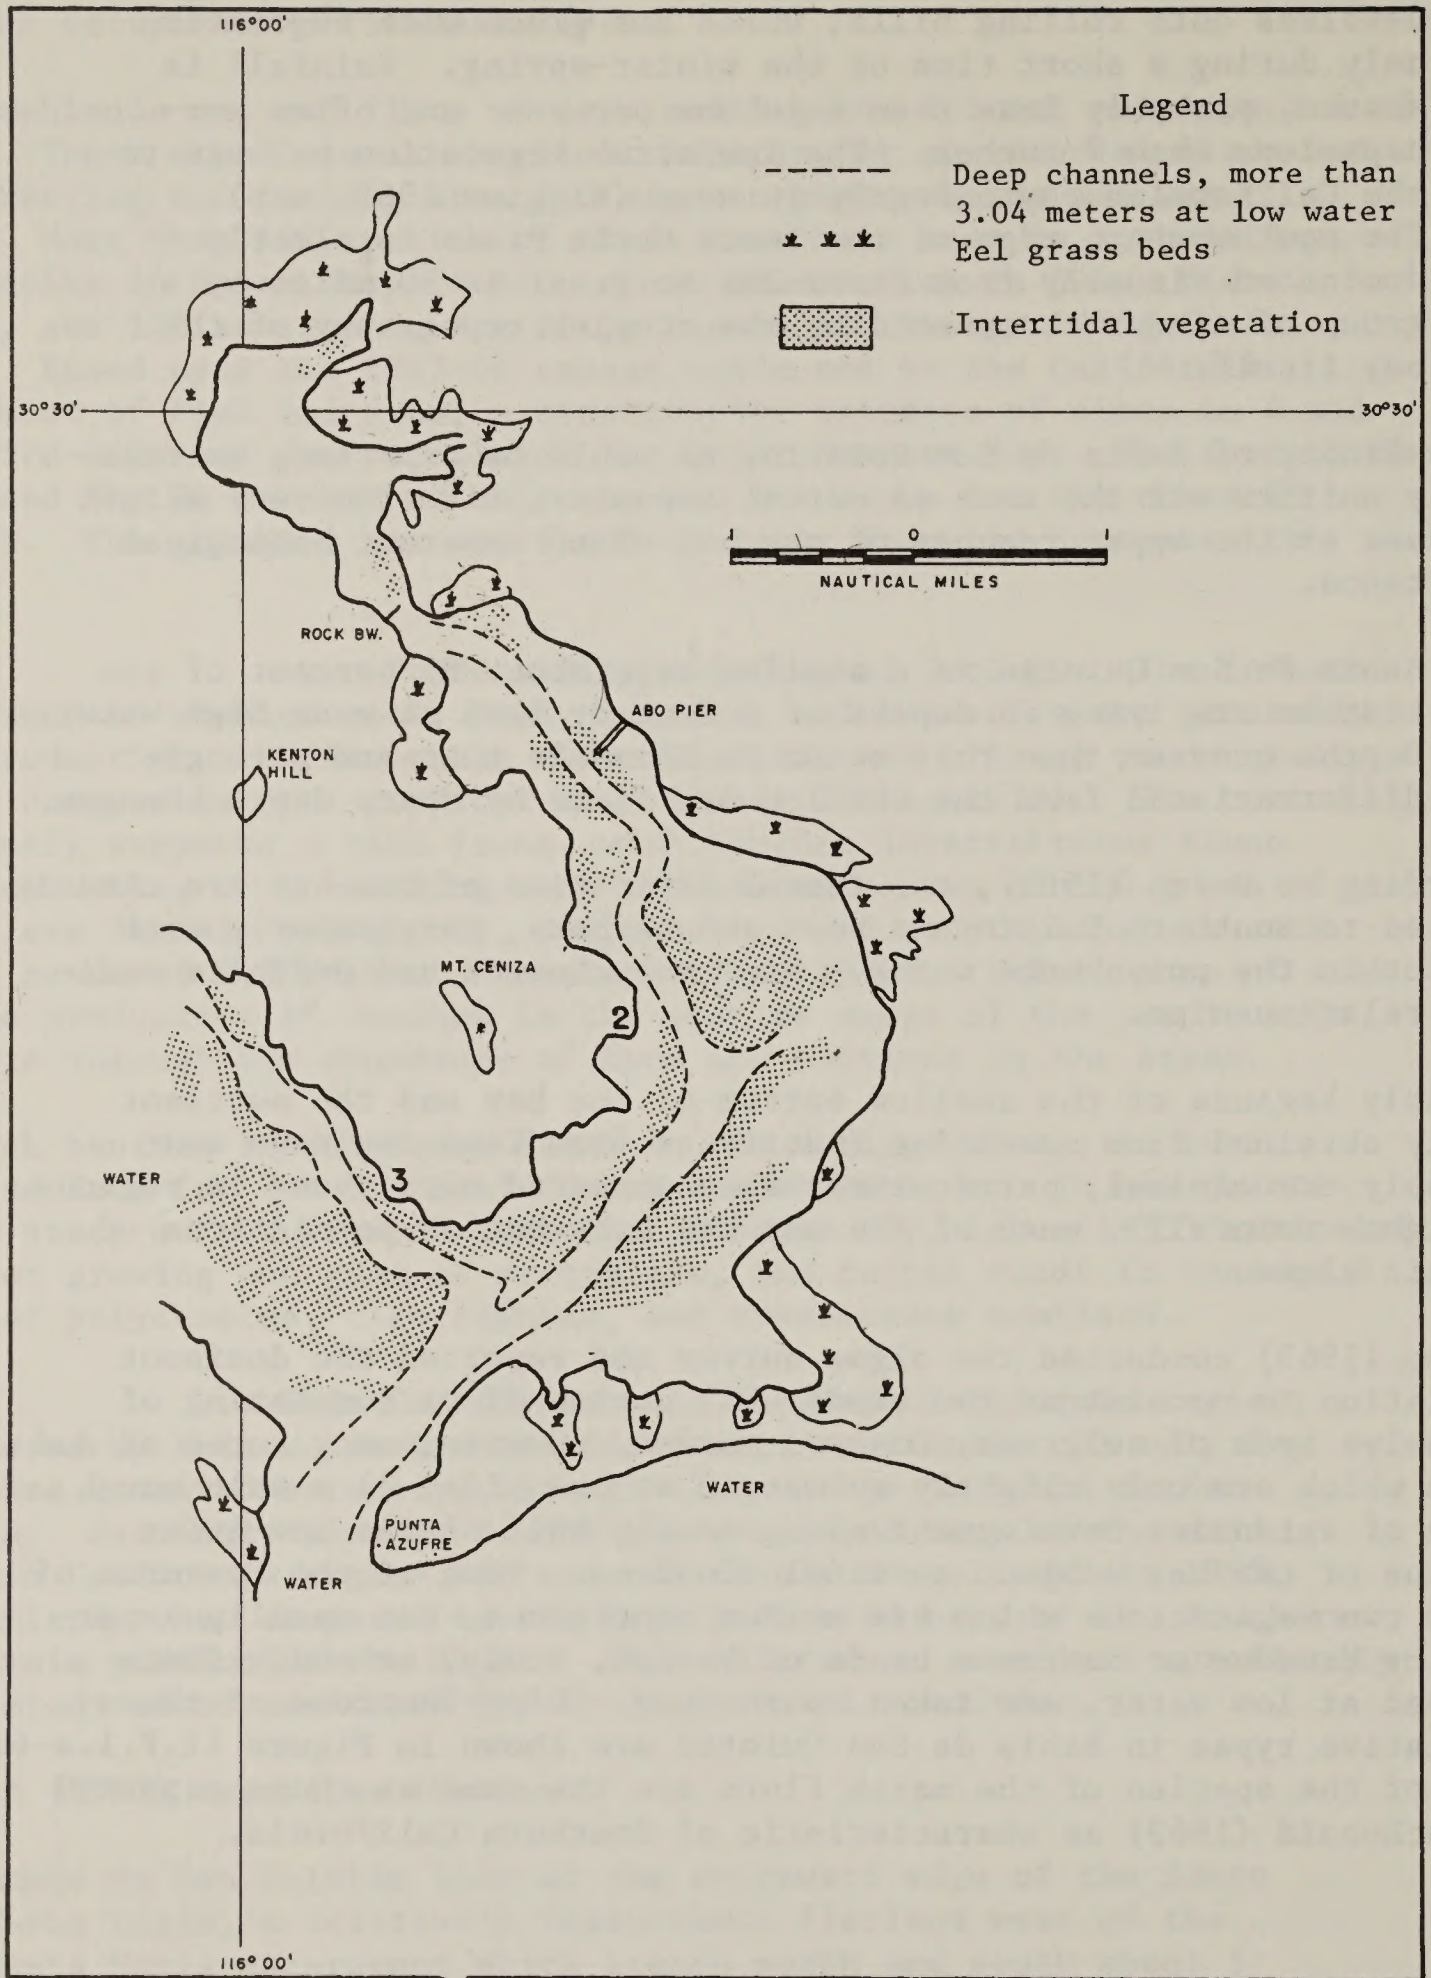 116°00'
Legend
Deep channels, more than
3.04 meters at low water
Eel grass beds
Intertidal vegetation
30°30'
30°30'
1 0 1
NAUTICAL MILES
ROCK BW.
ABO PIER
KENTON
HILL
MT. CENIZA
2
WATER
3
WATER
PUNTA
AZUFRE
WATER
116°00'